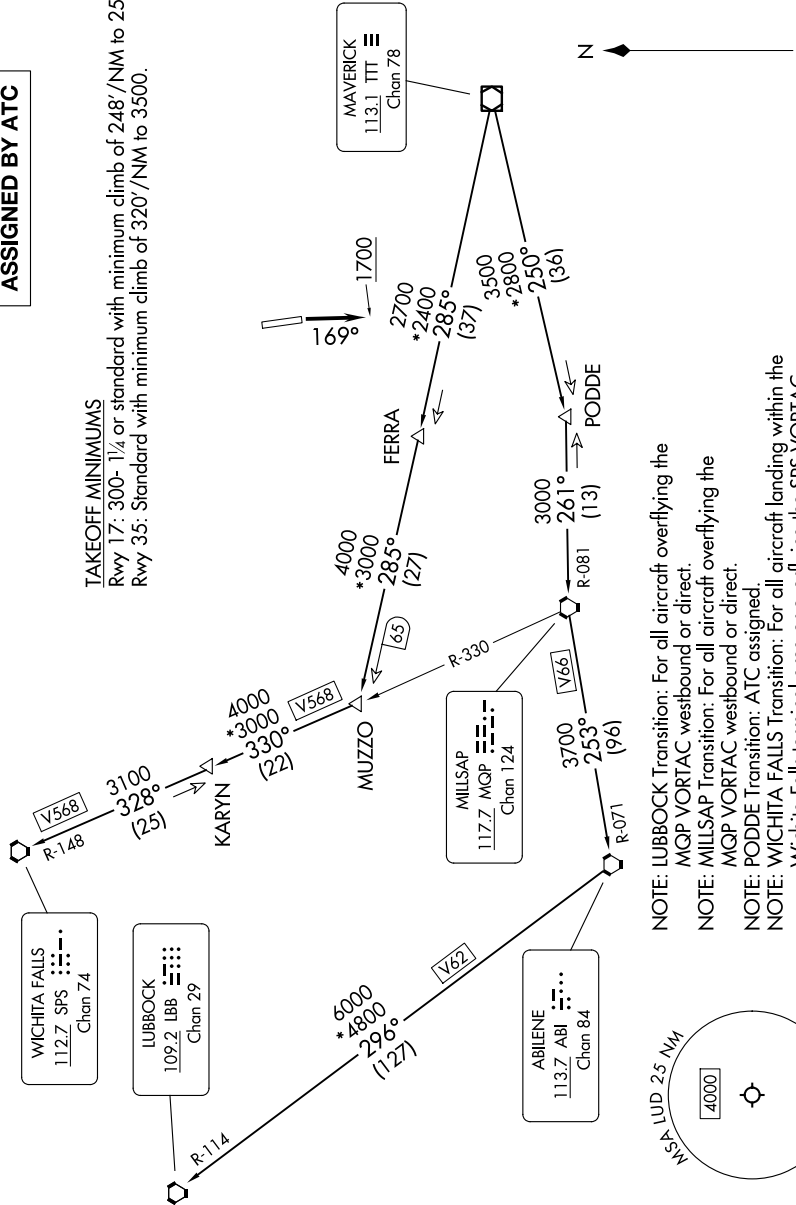 ASSIGNED BY ATC
TAKEOFF MINIMUMS
Rwy 17: 300- 1¼ or standard with minimum climb of 248'/NM to 25
Rwy 35: Standard with minimum climb of 320'/NM to 3500.
WICHITA FALLS
112.7 SPS
Chan 74
LUBBOCK
109.2 LBB
Chan 29
R-148
V568
3100
328°
(25)
KARYN
4000
*3000
330°
(22)
V568
MUZZO
65
4000
*3000
285°
(27)
FERRA
2700
*2400
285°
(37)
169°
1700
MAVERICK
113.1 TTT
Chan 78
N
3500
*2800
250°
(36)
PODDE
3000
261°
(13)
R-081
R-330
MILLSAP
117.7 MQP
Chan 124
V66
3700
253°
(96)
R-071
ABILENE
113.7 ABI
Chan 84
V62
6000
*4800
296°
(127)
R-114
MSA LUD 25 NM
4000
NOTE: LUBBOCK Transition: For all aircraft overflying the
MQP VORTAC westbound or direct.
NOTE: MILLSAP Transition: For all aircraft overflying the
MQP VORTAC westbound or direct.
NOTE: PODDE Transition: ATC assigned.
NOTE: WICHITA FALLS Transition: For all aircraft landing within the